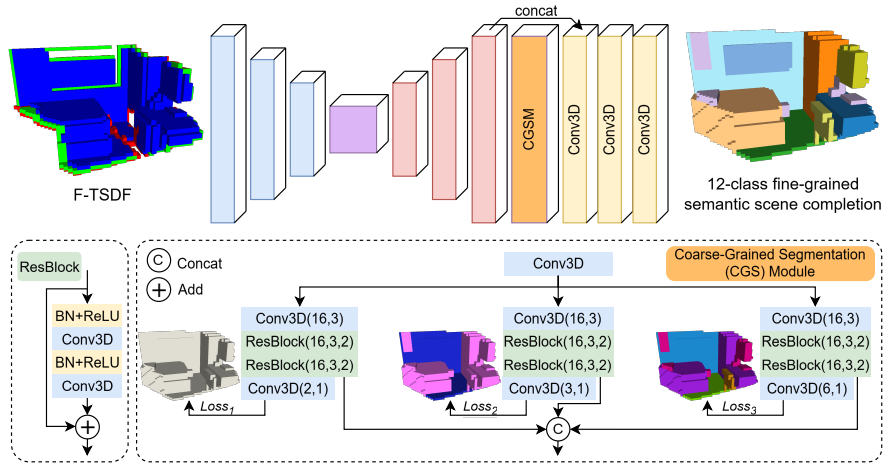 concat
CGSM
Conv3D
Conv3D
Conv3D
F-TSDF
12-class fine-grained
semantic scene completion
ResBlock
BN+ReLU
Conv3D
BN+ReLU
Conv3D
+
C Concat
+ Add
Conv3D
Coarse-Grained Segmentation
(CGS) Module
Conv3D(16,3)
ResBlock(16,3,2)
ResBlock(16,3,2)
Conv3D(2,1)
Loss1
Conv3D(16,3)
ResBlock(16,3,2)
ResBlock(16,3,2)
Conv3D(3,1)
Loss2
Conv3D(16,3)
ResBlock(16,3,2)
ResBlock(16,3,2)
Conv3D(6,1)
Loss3
C